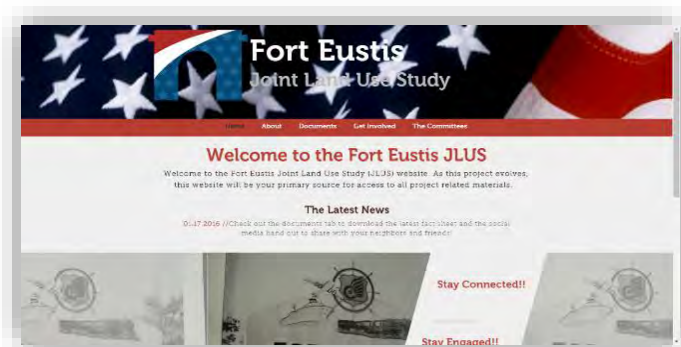 Fort Eustis
Joint Land Use Study
Home About Documents Get Involved The Committees
Welcome to the Fort Eustis JLUS
Welcome to the Fort Eustis Joint Land Use Study (JLUS) website. As this project evolves,
this website will be your primary source for access to all project related materials.
The Latest News
01.17.2016 //Check out the documents tab to download the latest fact sheet and the social
media hand out to share with your neighbors and friends!
Stay Connected!!
Stay Engaged!!